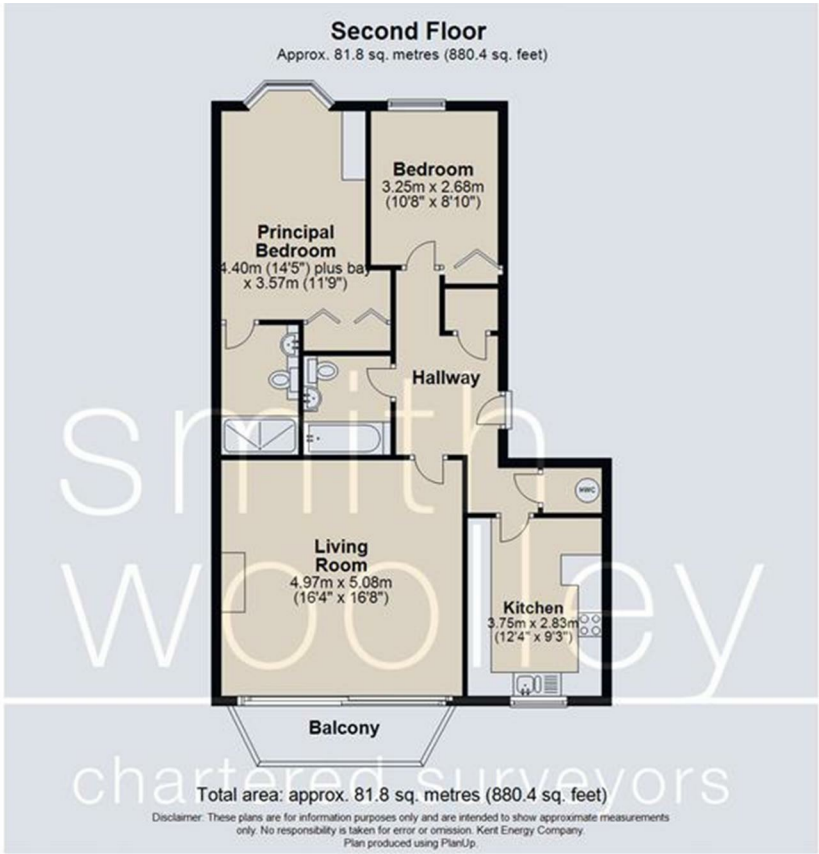 Second Floor
Approx. 81.8 sq. metres (880.4 sq. feet)
Bedroom
3.25m x 2.68m
(10'8" x 8'10")
Principal
Bedroom
4.40m (14'5") plus bay
x 3.57m (11'9")
Hallway
smith
HWC
Living
Room
4.97m x 5.08m
(16'4" x 16'8")
woolley
Kitchen
3.75m x 2.83m
(12'4" x 9'3")
Balcony
chartered surveyors
Total area: approx. 81.8 sq. metres (880.4 sq. feet)
Disclaimer: These plans are for information purposes only and are intended to show approximate measurements
only. No responsibility is taken for error or omission. Kent Energy Company.
Plan produced using PlanUp.